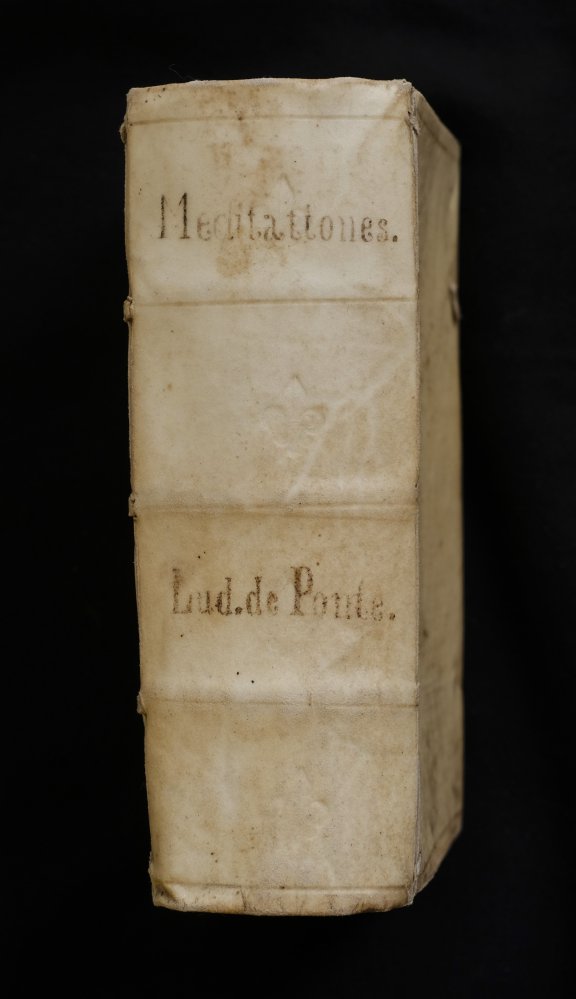 Meditationes.
Lud. de Ponte.